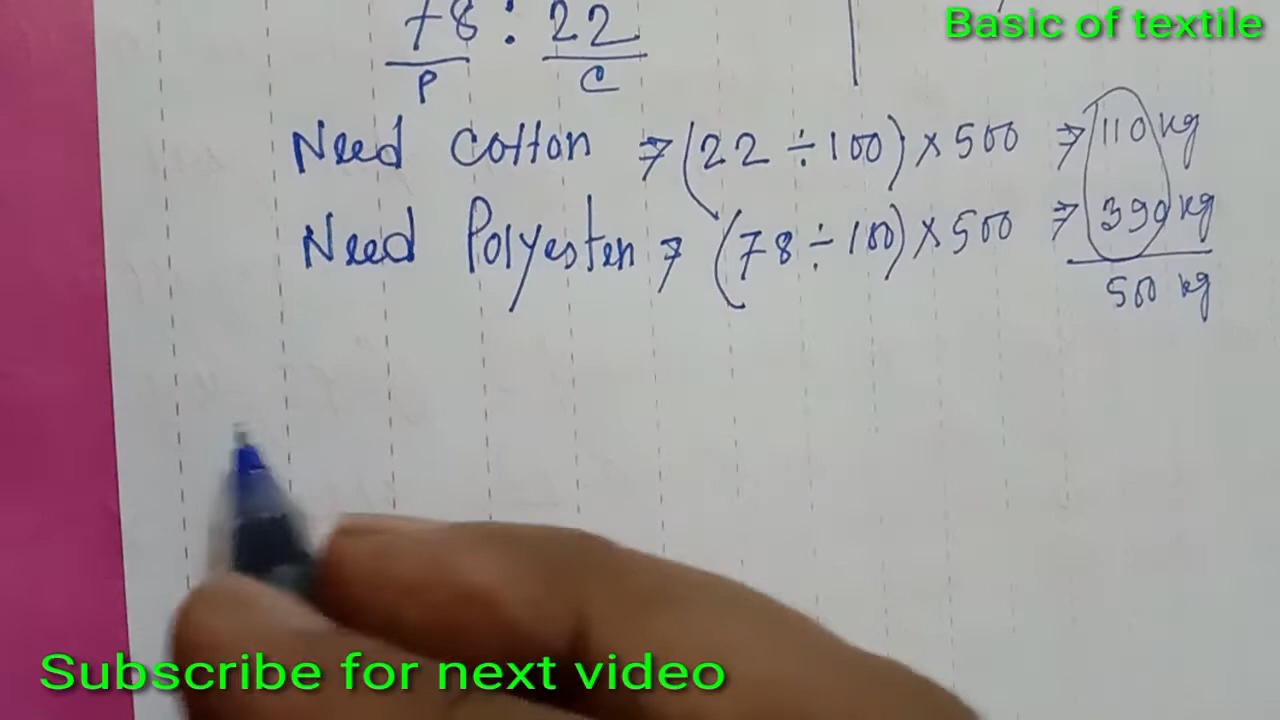 Basic of textile
78 : 22
P C
Need Cotton ⇒ (22 ÷ 100) × 500 ⇒ 110 kg
Need Polyester ⇒ (78 ÷ 100) × 500 ⇒ 390 kg
500 kg
Subscribe for next video